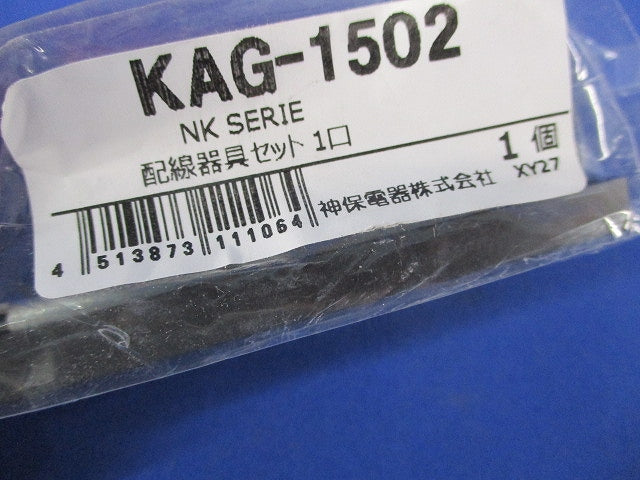 KAG-1502
NK SERIE
配線器具セット 1口
1 個
神保電器株式会社 XY27
4 513873 111064